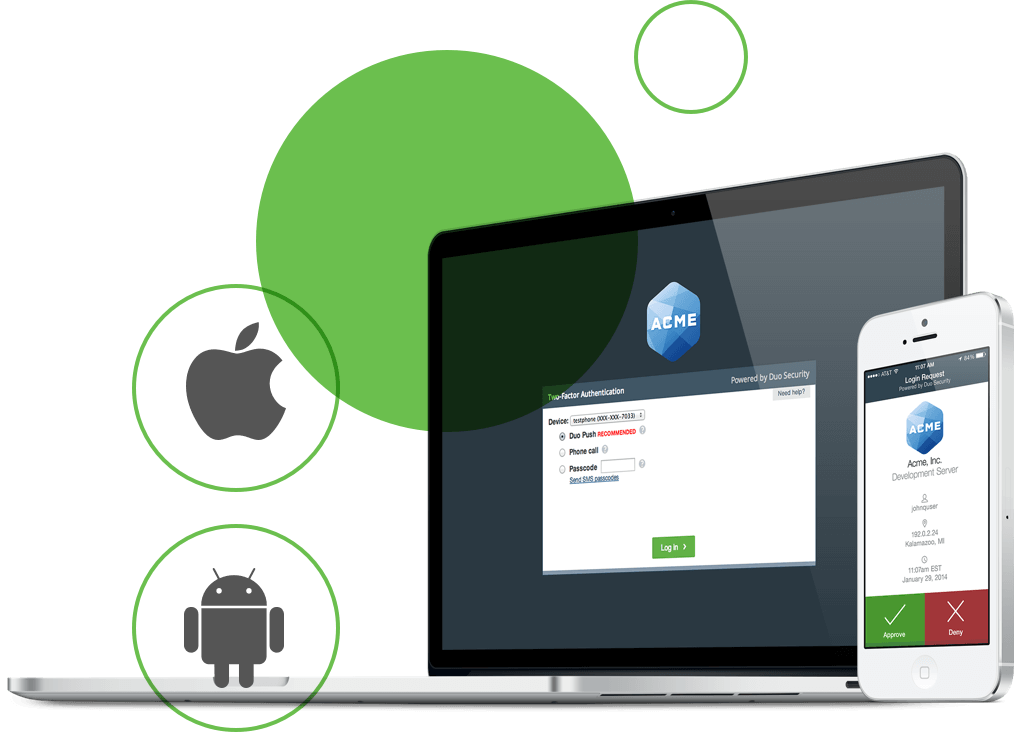 ACME
Two-Factor Authentication
Powered by Duo Security
Need help?
Device: testphone (XXX-XXX-7033)
Duo Push RECOMMENDED ?
Phone call ?
Passcode ?
Send SMS passcodes
Log In
AT&T 11:07 AM 84%
Login Request
Powered by Duo Security
ACME
Acme, Inc.
Development Server
johnquser
192.0.2.24
Kalamazoo, MI
11:07am EST
January 29, 2014
Approve
Deny